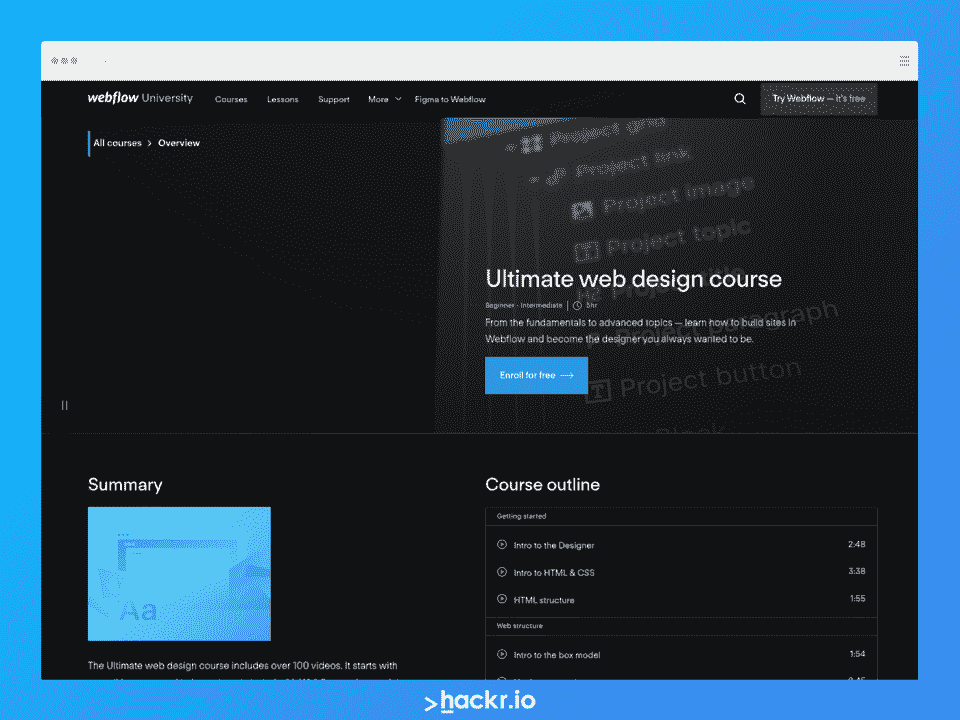 webflow University Courses Lessons Support More Figma to Webflow Try Webflow — it's free
All courses > Overview
Project grid
Project link
Project image
Project topic
Ultimate web design course
Beginner - Intermediate | 5hr
From the fundamentals to advanced topics — learn how to build sites in
Webflow and become the designer you always wanted to be.
Project paragraph
Enroll for free →
Project button
Block
Summary
Aa
The Ultimate web design course includes over 100 videos. It starts with
Course outline
Getting started
Intro to the Designer 2:48
Intro to HTML & CSS 3:38
HTML structure 1:55
Web structure
Intro to the box model 1:54
>hackr.io